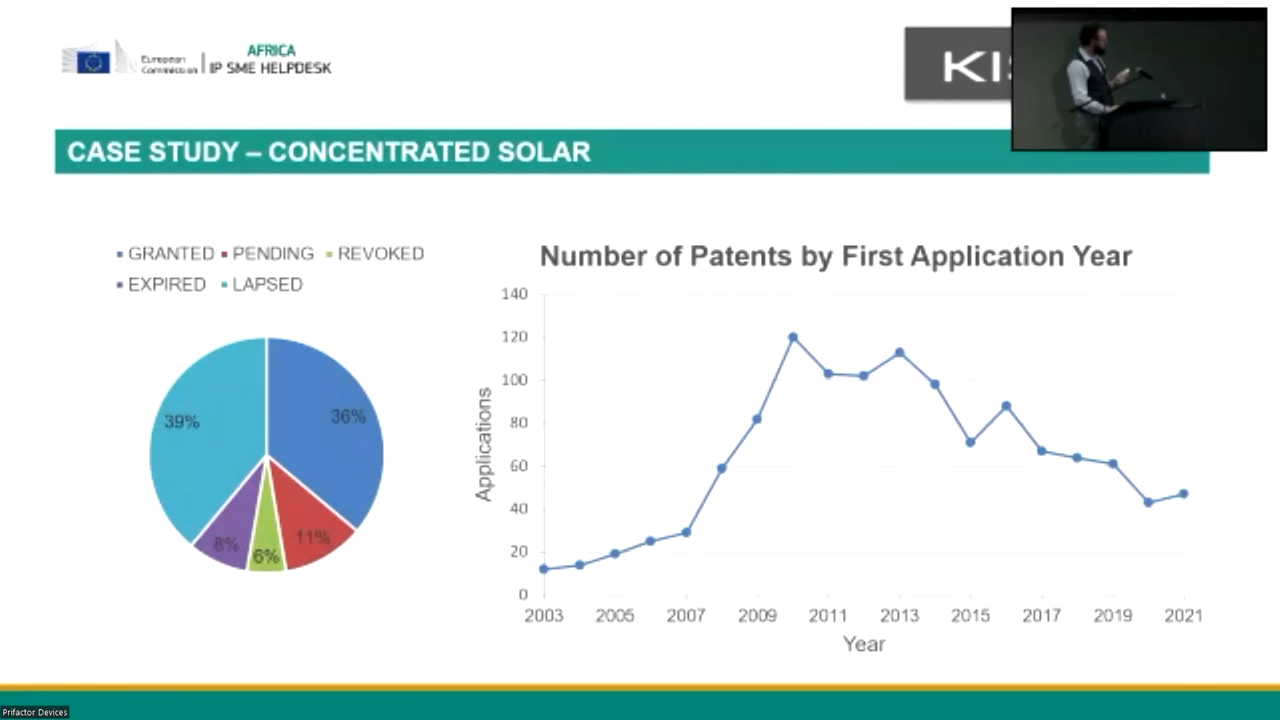 European
Commission
AFRICA
IP SME HELPDESK
CASE STUDY – CONCENTRATED SOLAR
GRANTED PENDING REVOKED
EXPIRED LAPSED
39%
36%
8%
6%
11%
Number of Patents by First Application Year
Applications
140
120
100
80
60
40
20
0
2003 2005 2007 2009 2011 2013 2015 2017 2019 2021
Year
Prifactor Devices